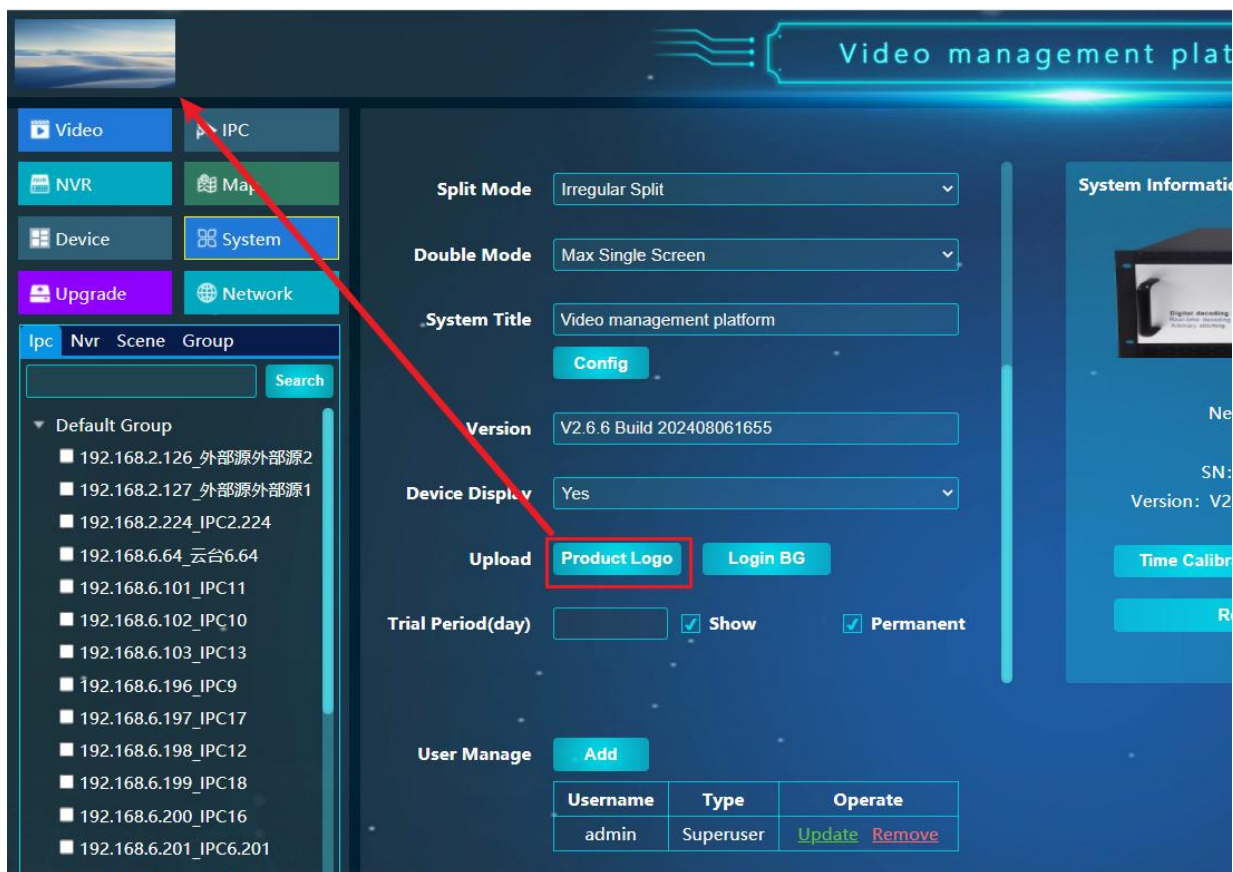 Video management plat
Video
IPC
NVR
Map
Device
System
Upgrade
Network
Ipc Nvr Scene Group
Search
Default Group
192.168.2.126_外部源外部源2
192.168.2.127_外部源外部源1
192.168.2.224_IPC2.224
192.168.6.64_云台6.64
192.168.6.101_IPC11
192.168.6.102_IPC10
192.168.6.103_IPC13
192.168.6.196_IPC9
192.168.6.197_IPC17
192.168.6.198_IPC12
192.168.6.199_IPC18
192.168.6.200_IPC16
192.168.6.201_IPC6.201
Split Mode Irregular Split
Double Mode Max Single Screen
System Title Video management platform
Config
Version V2.6.6 Build 202408061655
Device Display Yes
Upload Product Logo Login BG
Trial Period(day) Show Permanent
User Manage Add
Username Type Operate
admin Superuser Update Remove
System Informatio
Digital decoding
Ne
SN:
Version: V2
Time Calibr
R